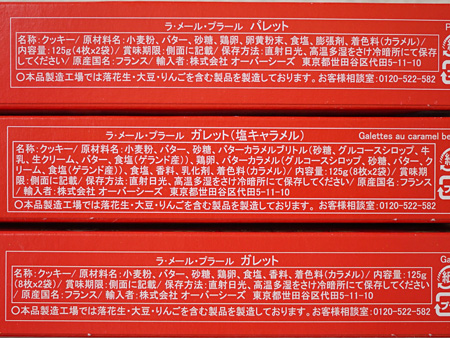 ラ・メール・プラール パレット
名称:クッキー/原材料名:小麦粉、バター、砂糖、鶏卵、卵黄粉末、食塩、膨張剤、着色料(カラメル)/
内容量:125g(4枚x2袋)/賞味期限:側面に記載/保存方法:直射日光、高温多湿をさけ冷暗所にて保存
してください/原産国名:フランス/輸入者:株式会社 オーバーシーズ 東京都世田谷区代田5-11-10
○本品製造工場では落花生・大豆・りんごを含む製品を製造しております。お客様相談室:0120-522-582
ラ・メール・プラール ガレット(塩キャラメル)
Galettes au caramel be
名称:クッキー/原材料名:小麦粉、砂糖、バター、バターカラメルブリトル(砂糖、グルコースシロップ、牛
乳、生クリーム、バター、食塩(ゲランド産))、鶏卵、バターカラメル(グルコースシロップ、砂糖、バター、ク
リーム、食塩(ゲランド産))、食塩、香料、乳化剤、着色料(カラメル)/内容量:125g(8枚x2袋)/賞味期
限:側面に記載/保存方法:直射日光、高温多湿をさけ冷暗所にて保存してください/原産国名:フランス
/輸入者:株式会社 オーバーシーズ 東京都世田谷区代田5-11-10
○本品製造工場では落花生・大豆・りんごを含む製品を製造しております。お客様相談室:0120-522-582
ラ・メール・プラール ガレット
Ga
名称:クッキー/原材料名:小麦粉、バター、砂糖、鶏卵、食塩、香料、着色料(カラメル)/内容量:125g
(8枚x2袋)/賞味期限:側面に記載/保存方法:直射日光、高温多湿をさけ冷暗所にて保存してください/
原産国名:フランス/輸入者:株式会社 オーバーシーズ 東京都世田谷区代田5-11-10
○本品製造工場では落花生・大豆・りんごを含む製品を製造しております。お客様相談室:0120-522-582